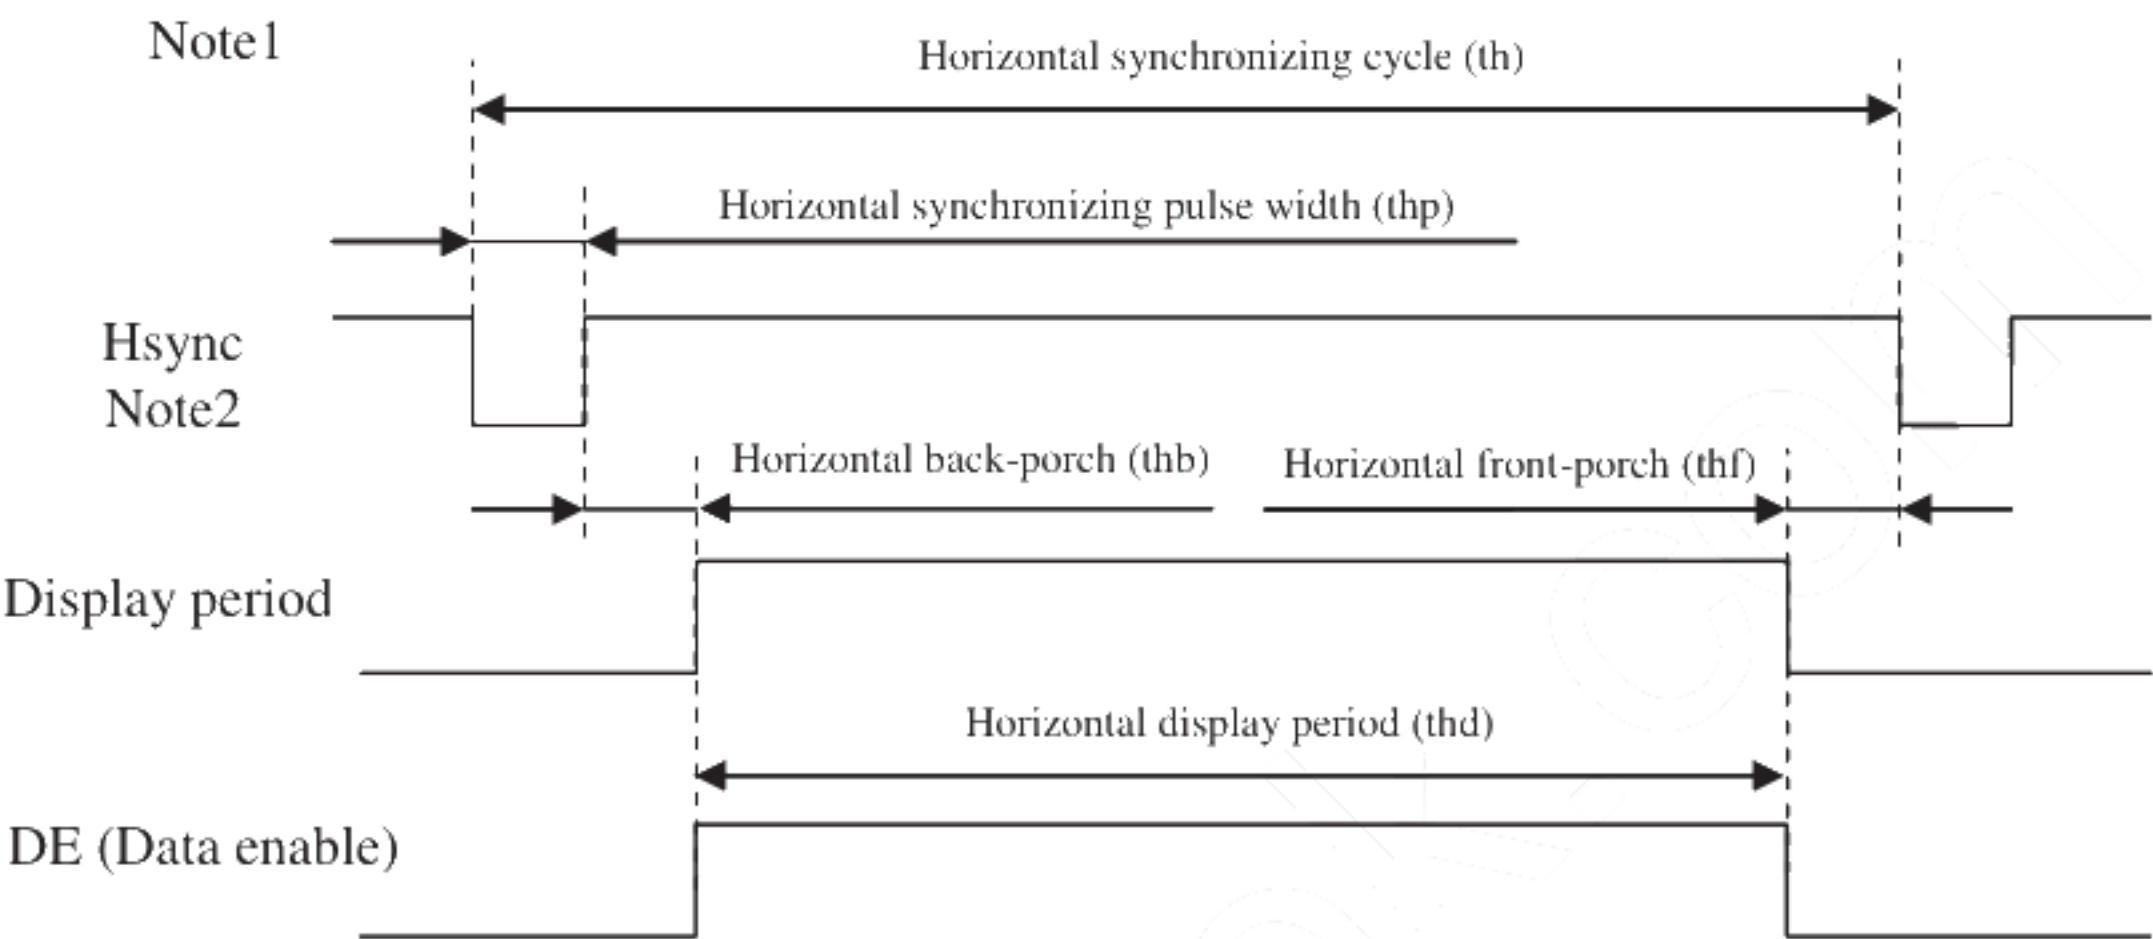 Note1
Horizontal synchronizing cycle (th)
Horizontal synchronizing pulse width (thp)
Hsync
Note2
Horizontal back-porch (thb)
Horizontal front-porch (thf)
Display period
Horizontal display period (thd)
DE (Data enable)